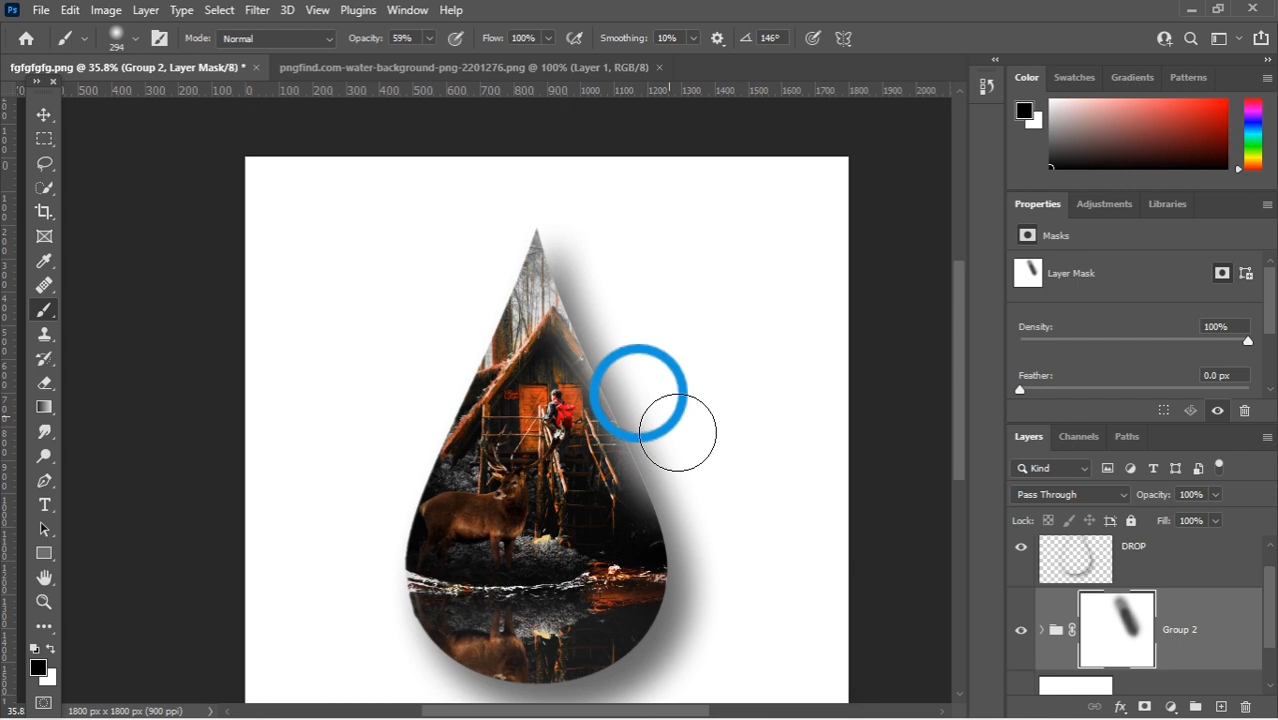 Ps File Edit Image Layer Type Select Filter 3D View Plugins Window Help
294 Mode: Normal Opacity: 59% Flow: 100% Smoothing: 10% 146°
fgfgfgfg.png @ 35.8% (Group 2, Layer Mask/8) * × pngfind.com-water-background-png-2201276.png @ 100% (Layer 1, RGB/8) ×
500 400 300 200 100 0 100 200 300 400 500 600 700 800 900 1000 1100 1200 1300 1400 1500 1600 1700 1800 1900 2000
Color Swatches Gradients Patterns
Properties Adjustments Libraries
Masks
Layer Mask
Density: 100%
Feather: 0.0 px
Layers Channels Paths
Kind
Pass Through Opacity: 100%
Lock: Fill: 100%
DROP
Group 2
35.8 1800 px x 1800 px (900 ppi)